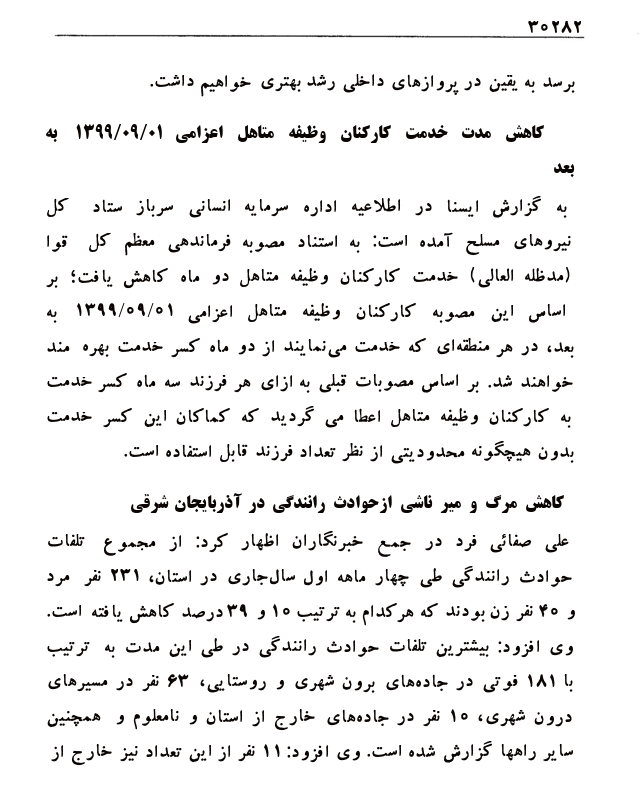 ۳۰۲۸۲
برسد به یقین در پروازهای داخلی رشد بهتری خواهیم داشت.
کاهش مدت خدمت کارکنان وظیفه متاهل اعزامی ۱۳۹۹/۰۹/۰۱ به
بعد
به گزارش ایسنا در اطلاعیه اداره سرمایه انسانی سرباز ستاد کل
نیروهای مسلح آمده است: به استناد مصوبه فرماندهی معظم کل قوا
(مدظله العالی) خدمت کارکنان وظیفه متاهل دو ماه کاهش یافت؛ بر
اساس این مصوبه کارکنان وظیفه متاهل اعزامی ۱۳۹۹/۰۹/۰۱ به
بعد، در هر منطقه‌ای که خدمت می‌نمایند از دو ماه کسر خدمت بهره مند
خواهند شد. بر اساس مصوبات قبلی به ازای هر فرزند سه ماه کسر خدمت
به کارکنان وظیفه متاهل اعطا می گردید که کماکان این کسر خدمت
بدون هیچگونه محدودیتی از نظر تعداد فرزند قابل استفاده است.
کاهش مرگ و میر ناشی ازحوادث رانندگی در آذربایجان شرقی
علی صفائی فرد در جمع خبرنگاران اظهار کرد: از مجموع تلفات
حوادث رانندگی طی چهار ماهه اول سال‌جاری در استان، ۲۳۱ نفر مرد
و ۴۰ نفر زن بودند که هرکدام به ترتیب ۱۰ و ۳۹ درصد کاهش یافته است.
وی افزود: بیشترین تلفات حوادث رانندگی در طی این مدت به ترتیب
با ۱۸۱ فوتی در جاده‌های برون شهری و روستایی، ۶۳ نفر در مسیرهای
درون شهری، ۱۰ نفر در جاده‌های خارج از استان و نامعلوم و همچنین
سایر راهها گزارش شده است. وی افزود: ۱۱ نفر از این تعداد نیز خارج از